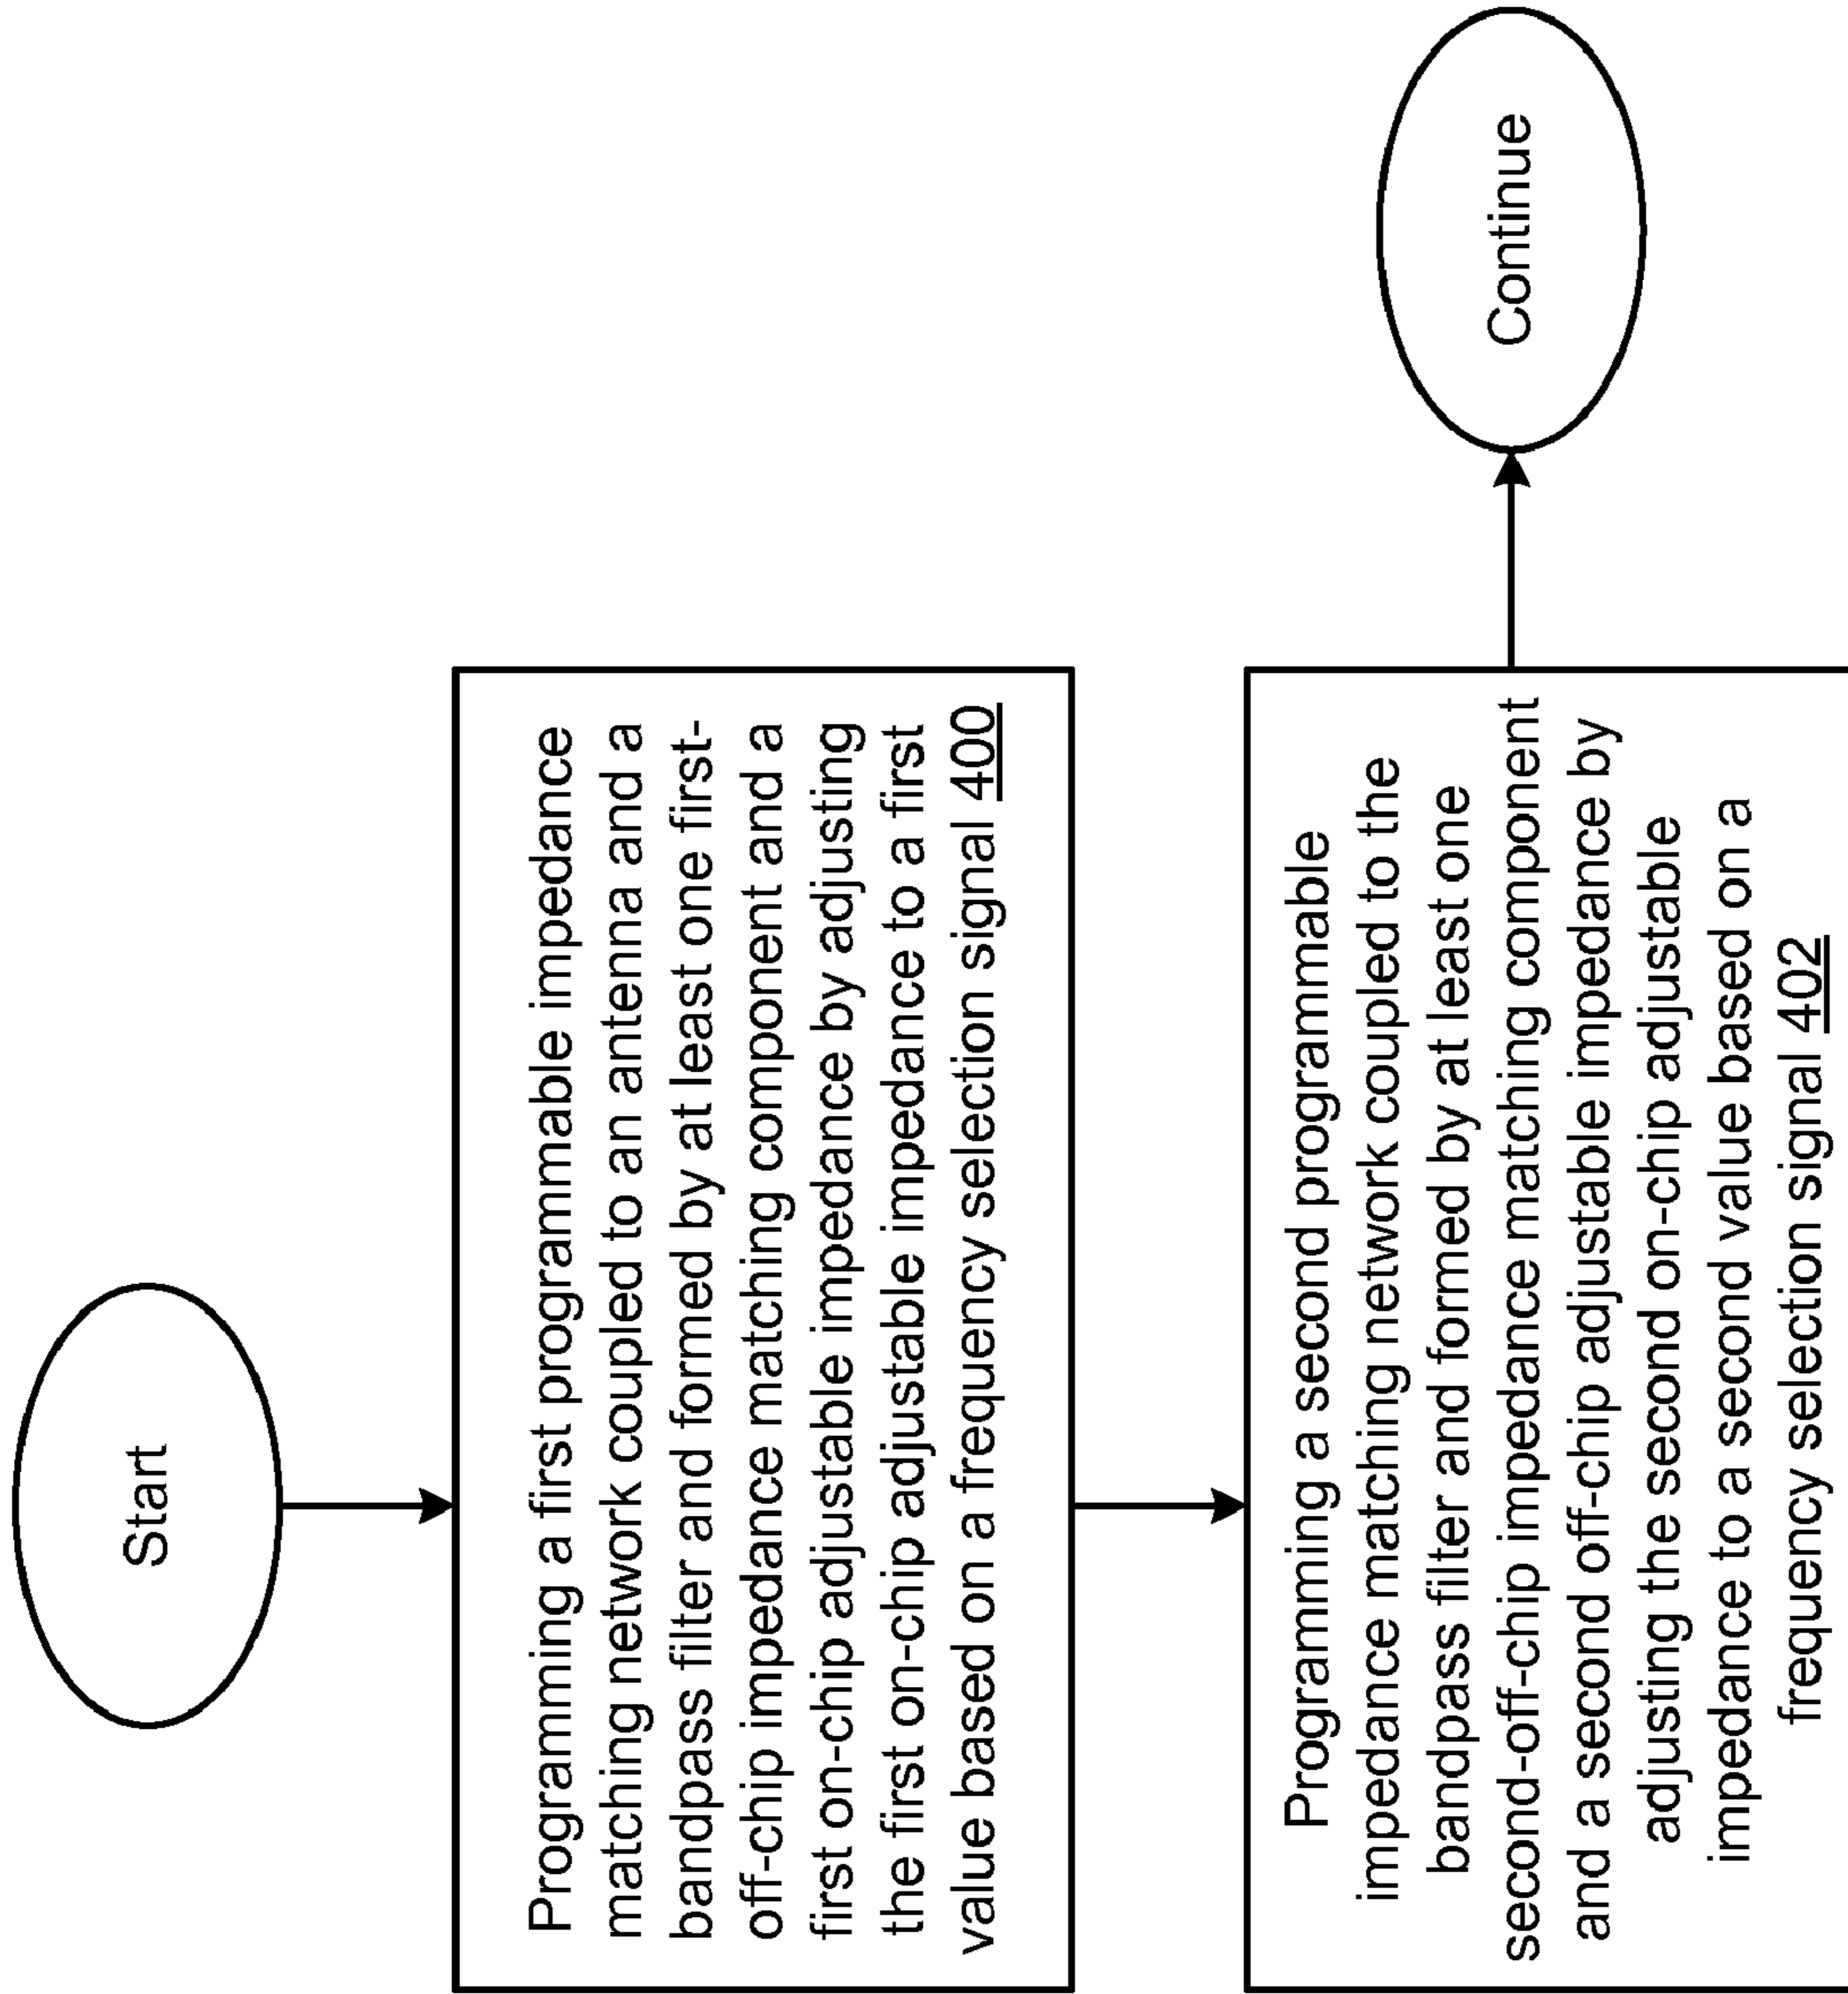 Start
Programming a first programmable impedance
matching network coupled to an antenna and a
bandpass filter and formed by at least one first-
off-chip impedance matching component and a
first on-chip adjustable impedance by adjusting
the first on-chip adjustable impedance to a first
value based on a frequency selection signal 400
Programming a second programmable
impedance matching network coupled to the
bandpass filter and formed by at least one
second-off-chip impedance matching component
and a second off-chip adjustable impedance by
adjusting the second on-chip adjustable
impedance to a second value based on a
frequency selection signal 402
Continue